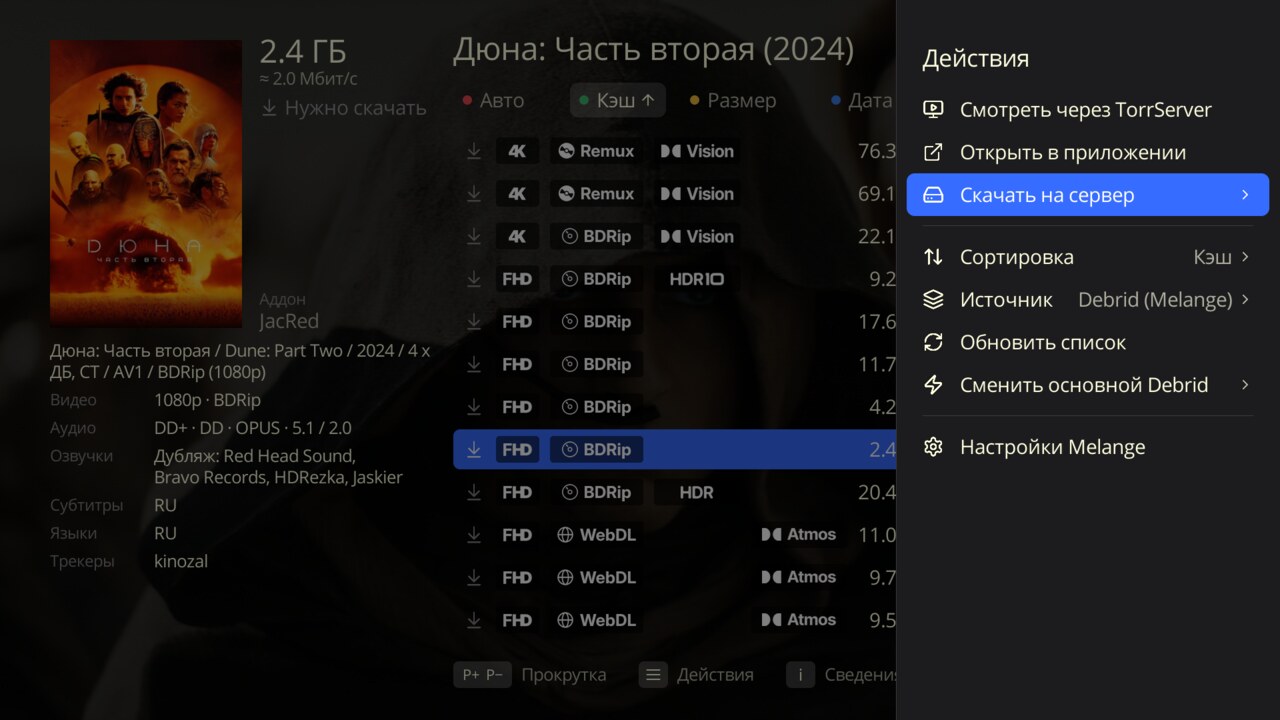 2.4 ГБ
≈ 2.0 Мбит/с
Нужно скачать
Аддон
JacRed
ДЮНА
ЧАСТЬ ВТОРАЯ
Дюна: Часть вторая / Dune: Part Two / 2024 / 4 x
ДБ, СТ / AV1 / BDRip (1080p)
Видео 1080p · BDRip
Аудио DD+ · DD · OPUS · 5.1 / 2.0
Озвучки Дубляж: Red Head Sound,
Bravo Records, HDRezka, Jaskier
Субтитры RU
Языки RU
Трекеры kinozal
Дюна: Часть вторая (2024)
Авто Кэш ↑ Размер Дата
4K Remux Vision 76.3
4K Remux Vision 69.1
4K BDRip Vision 22.1
FHD BDRip HDR10 9.2
FHD BDRip 17.6
FHD BDRip 11.7
FHD BDRip 4.2
FHD BDRip 2.4
FHD BDRip HDR 20.4
FHD WebDL Atmos 11.0
FHD WebDL Atmos 9.7
FHD WebDL Atmos 9.5
P+ P− Прокрутка Действия i Сведения
Действия
Смотреть через TorrServer
Открыть в приложении
Скачать на сервер
Сортировка Кэш
Источник Debrid (Melange)
Обновить список
Сменить основной Debrid
Настройки Melange